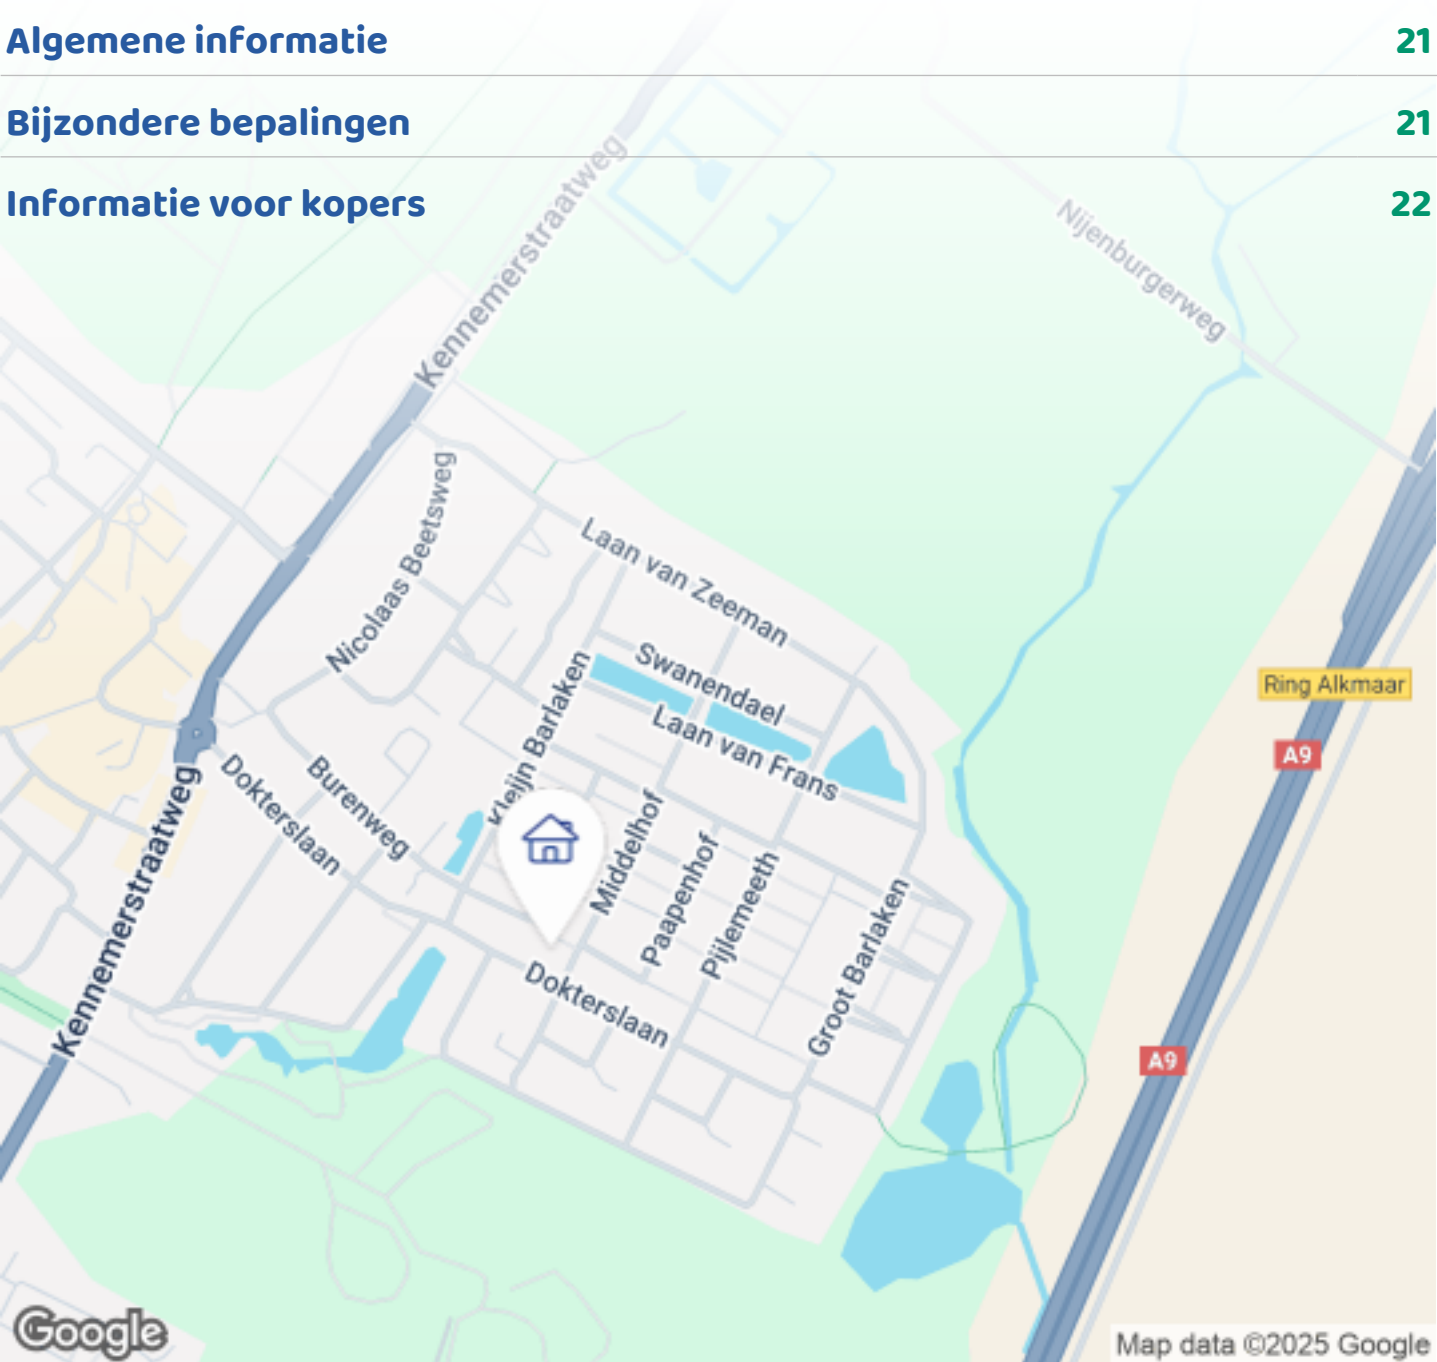 Algemene informatie 21
Bijzondere bepalingen 21
Informatie voor kopers 22
Kennemerstraatweg
Nijenburgerweg
Nicolaas Beetsweg
Laan van Zeeman
Swanendael
Laan van Frans
Kleijn Barlaken
Ring Alkmaar
A9
Burenweg
Dokterslaan
Middelhof
Paapenhof
Pijlemeeth
Groot Barlaken
Kennemerstraatweg
Dokterslaan
A9
Google
Map data ©2025 Google